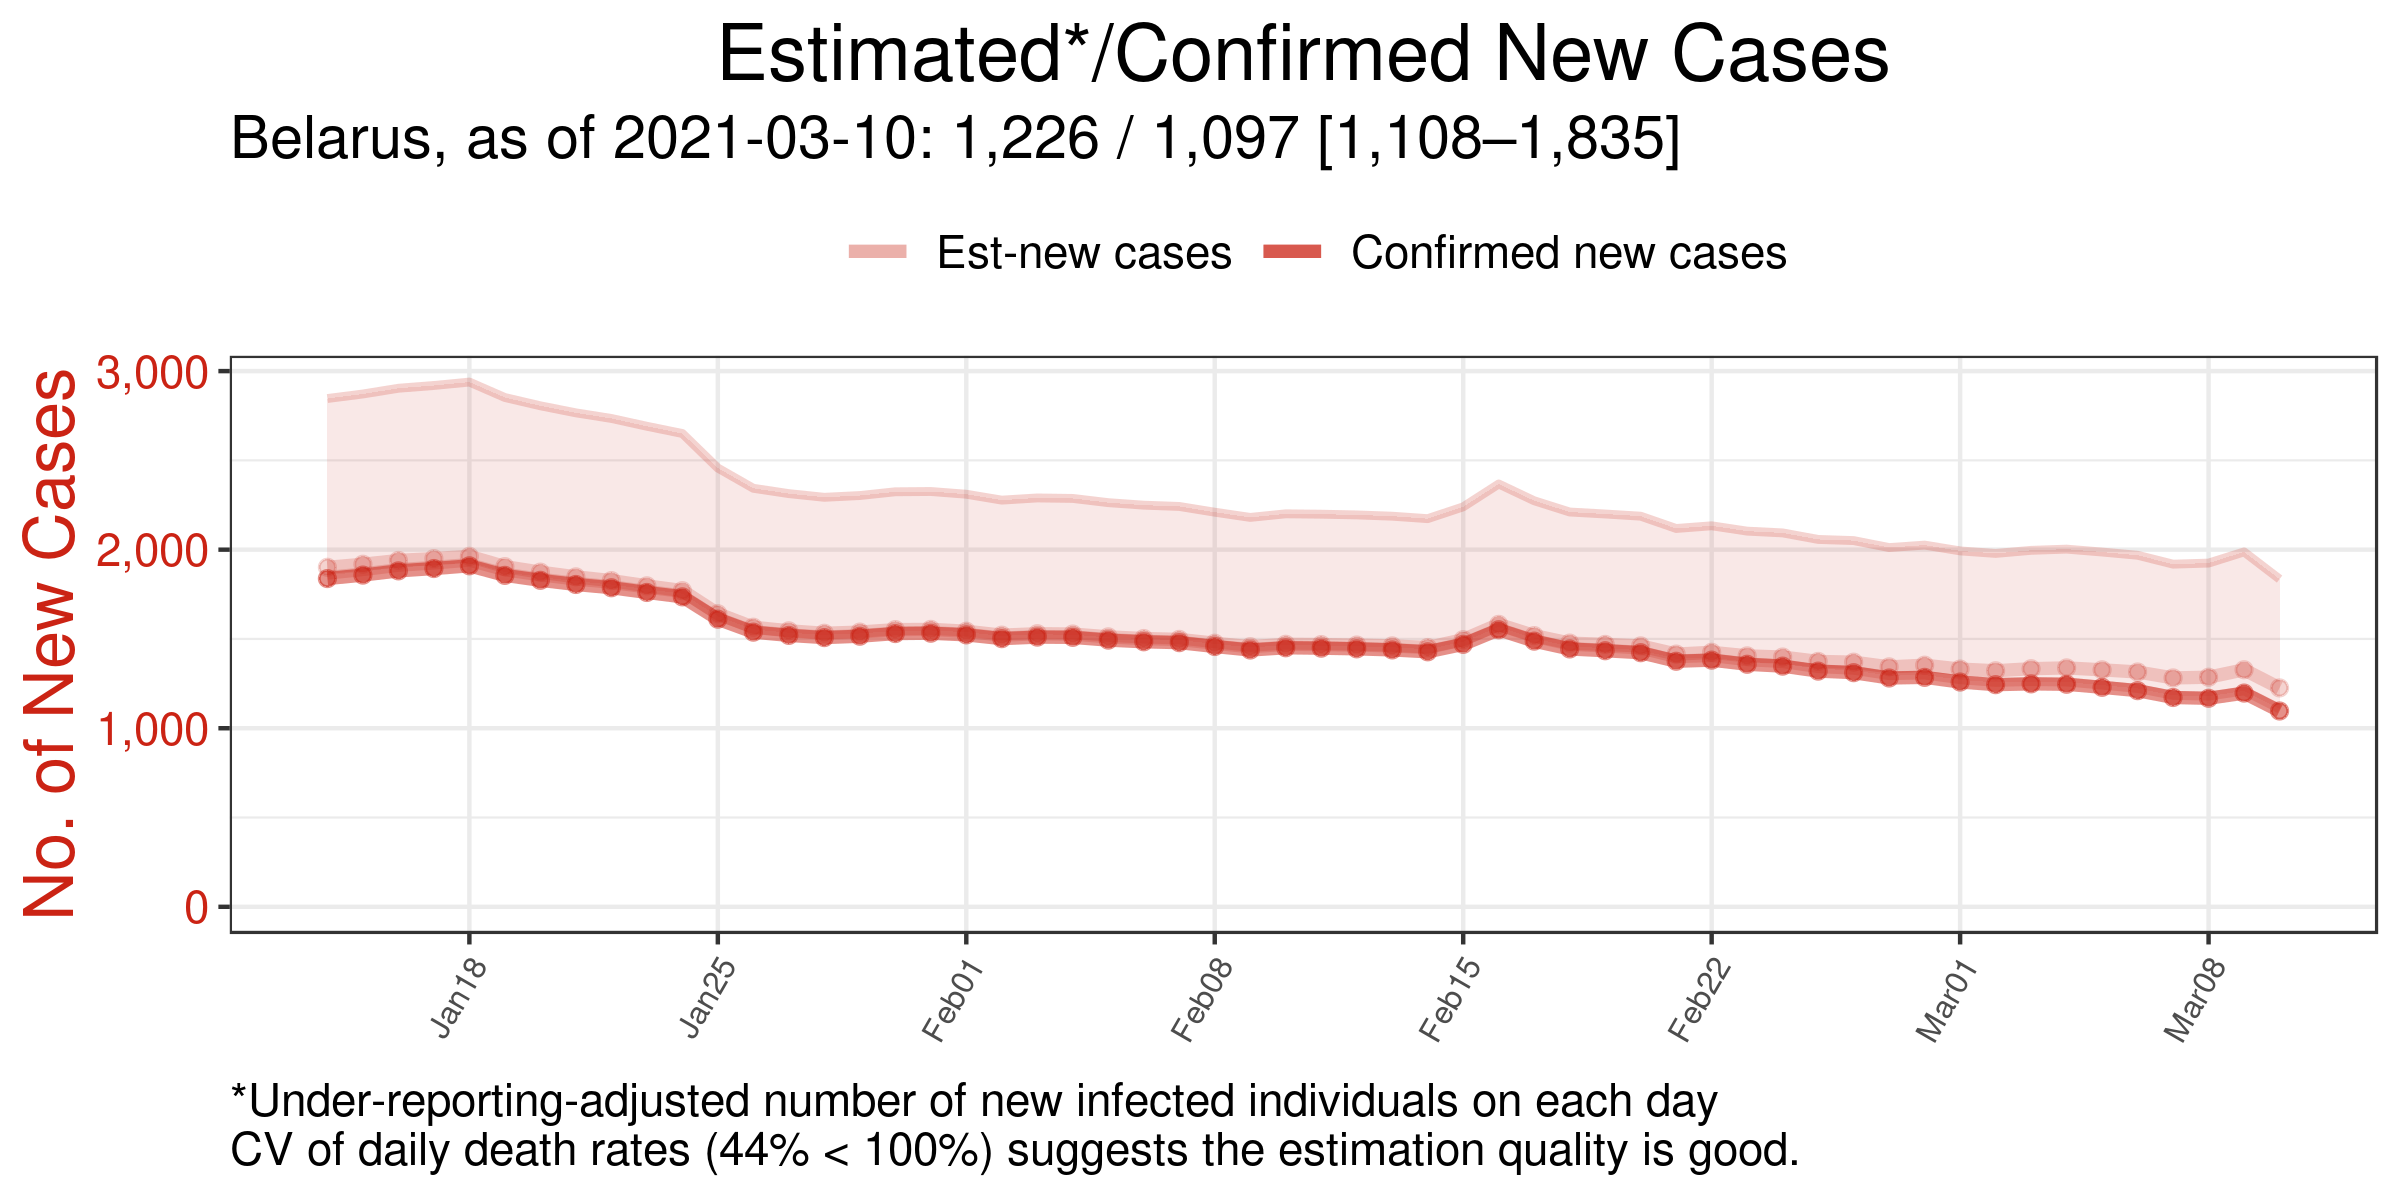 Estimated*/Confirmed New Cases
Belarus, as of 2021-03-10: 1,226 / 1,097 [1,108–1,835]
Est-new cases
Confirmed new cases
No. of New Cases
3,000
2,000
1,000
0
Jan18
Jan25
Feb01
Feb08
Feb15
Feb22
Mar01
Mar08
*Under-reporting-adjusted number of new infected individuals on each day
CV of daily death rates (44% < 100%) suggests the estimation quality is good.